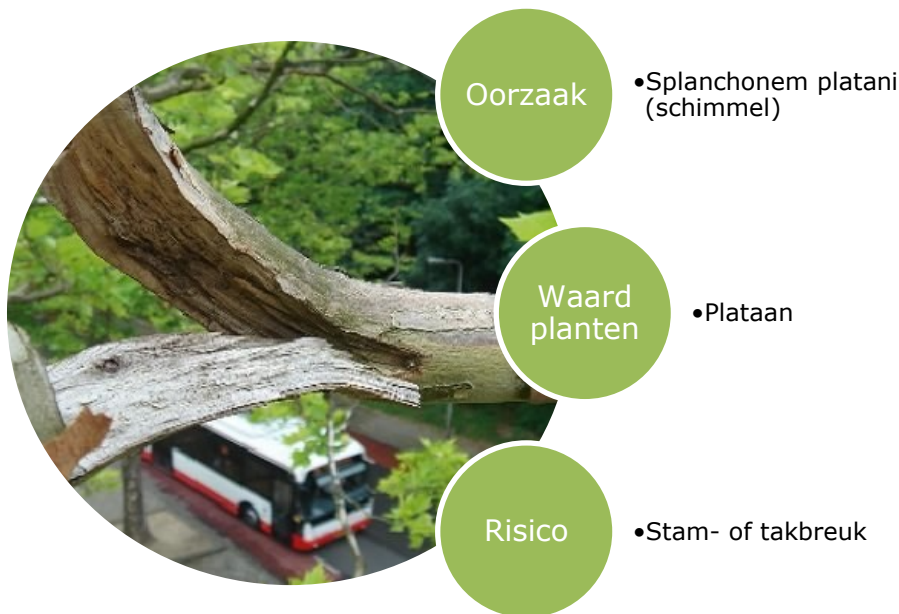 Oorzaak
•Splanchonem platani
(schimmel)
Waard
planten
•Plataan
Risico
•Stam- of takbreuk